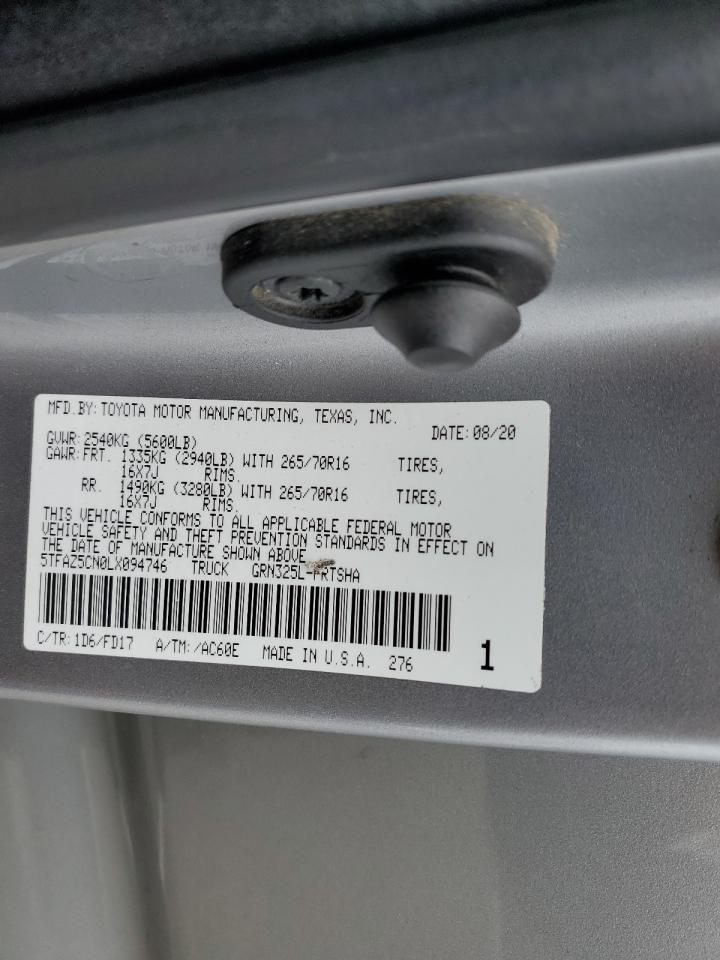 MFD.BY: TOYOTA MOTOR MANUFACTURING, TEXAS, INC.
DATE: 08/20
GVWR: 2540KG (5600LB)
GAWR: FRT. 1335KG (2940LB) WITH 265/70R16 TIRES,
16X7J RIMS.
RR. 1490KG (3280LB) WITH 265/70R16 TIRES,
16X7J RIMS.
THIS VEHICLE CONFORMS TO ALL APPLICABLE FEDERAL MOTOR
VEHICLE SAFETY AND THEFT PREVENTION STANDARDS IN EFFECT ON
THE DATE OF MANUFACTURE SHOWN ABOVE
5TFAZ5CN0LX094746 TRUCK GRN325L-PRTSHA
C/TR: 1D6/FD17 A/TM: /AC60E MADE IN U.S.A. 276 1